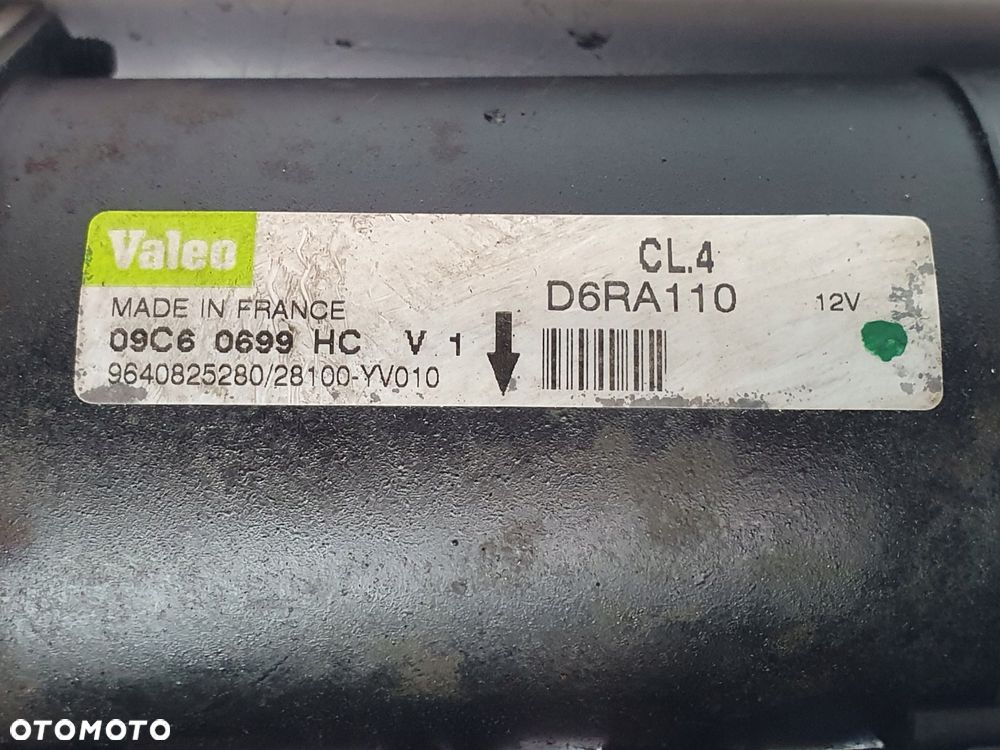 Valeo
MADE IN FRANCE
09C6 0699 HC V 1
9640825280/28100-YV010
CL.4
D6RA110 12V
OTOMOTO